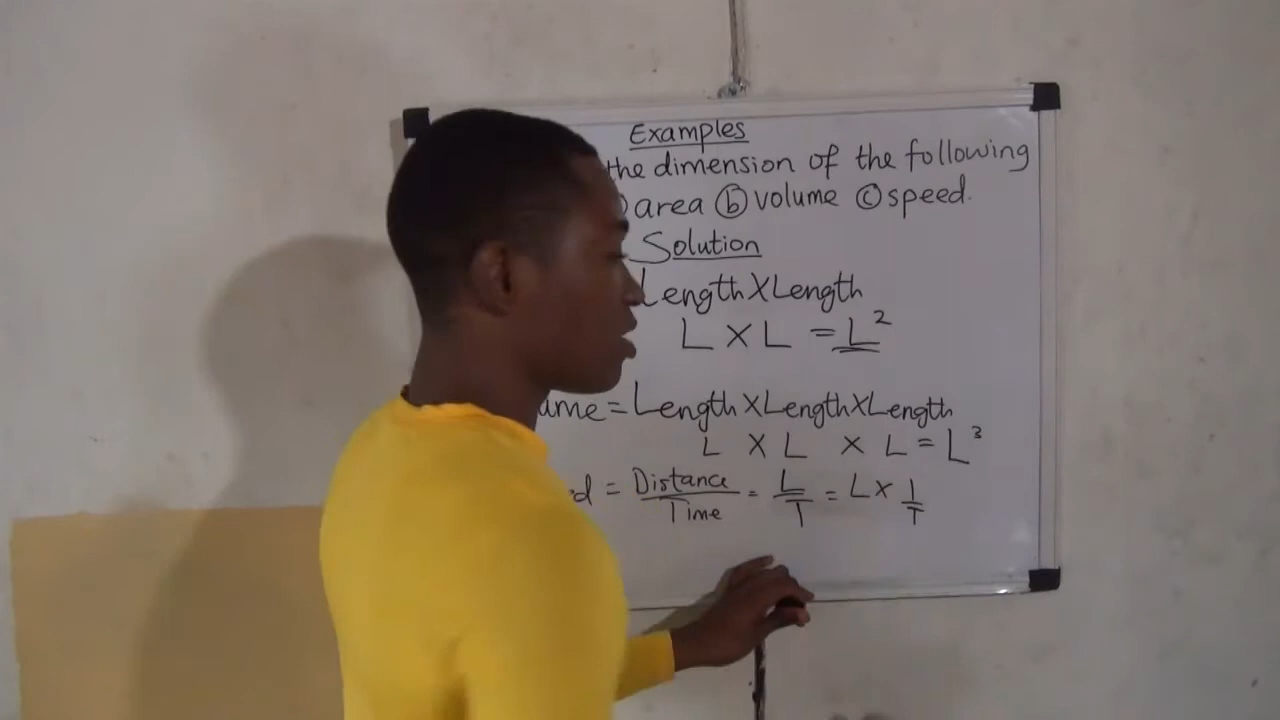 Examples
the dimension of the following
area ⓑ volume ⓒ speed.
Solution
Length X Length
L X L = L²
ume = Length X Length X Length
L X L X L = L³
d = Distance/Time = L/T = L X 1/T